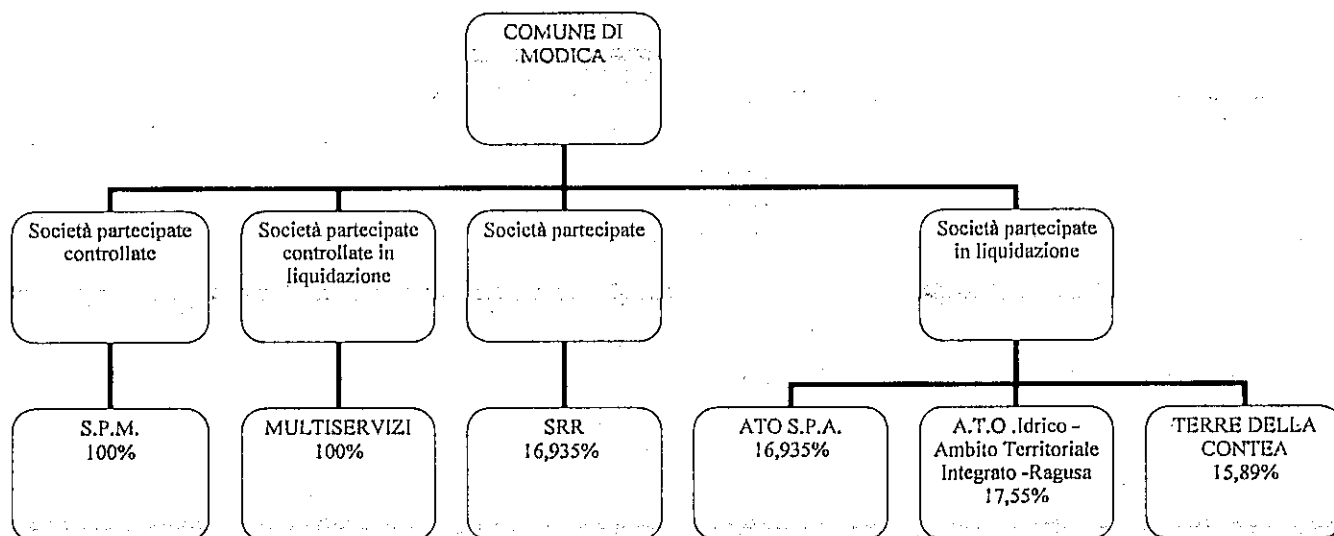 COMUNE DI
MODICA
Società partecipate
controllate
Società partecipate
controllate in
liquidazione
Società partecipate
Società partecipate
in liquidazione
S.P.M.
100%
MULTISERVIZI
100%
SRR
16,935%
ATO S.P.A.
16,935%
A.T.O .Idrico -
Ambito Territoriale
Integrato -Ragusa
17,55%
TERRE DELLA
CONTEA
15,89%